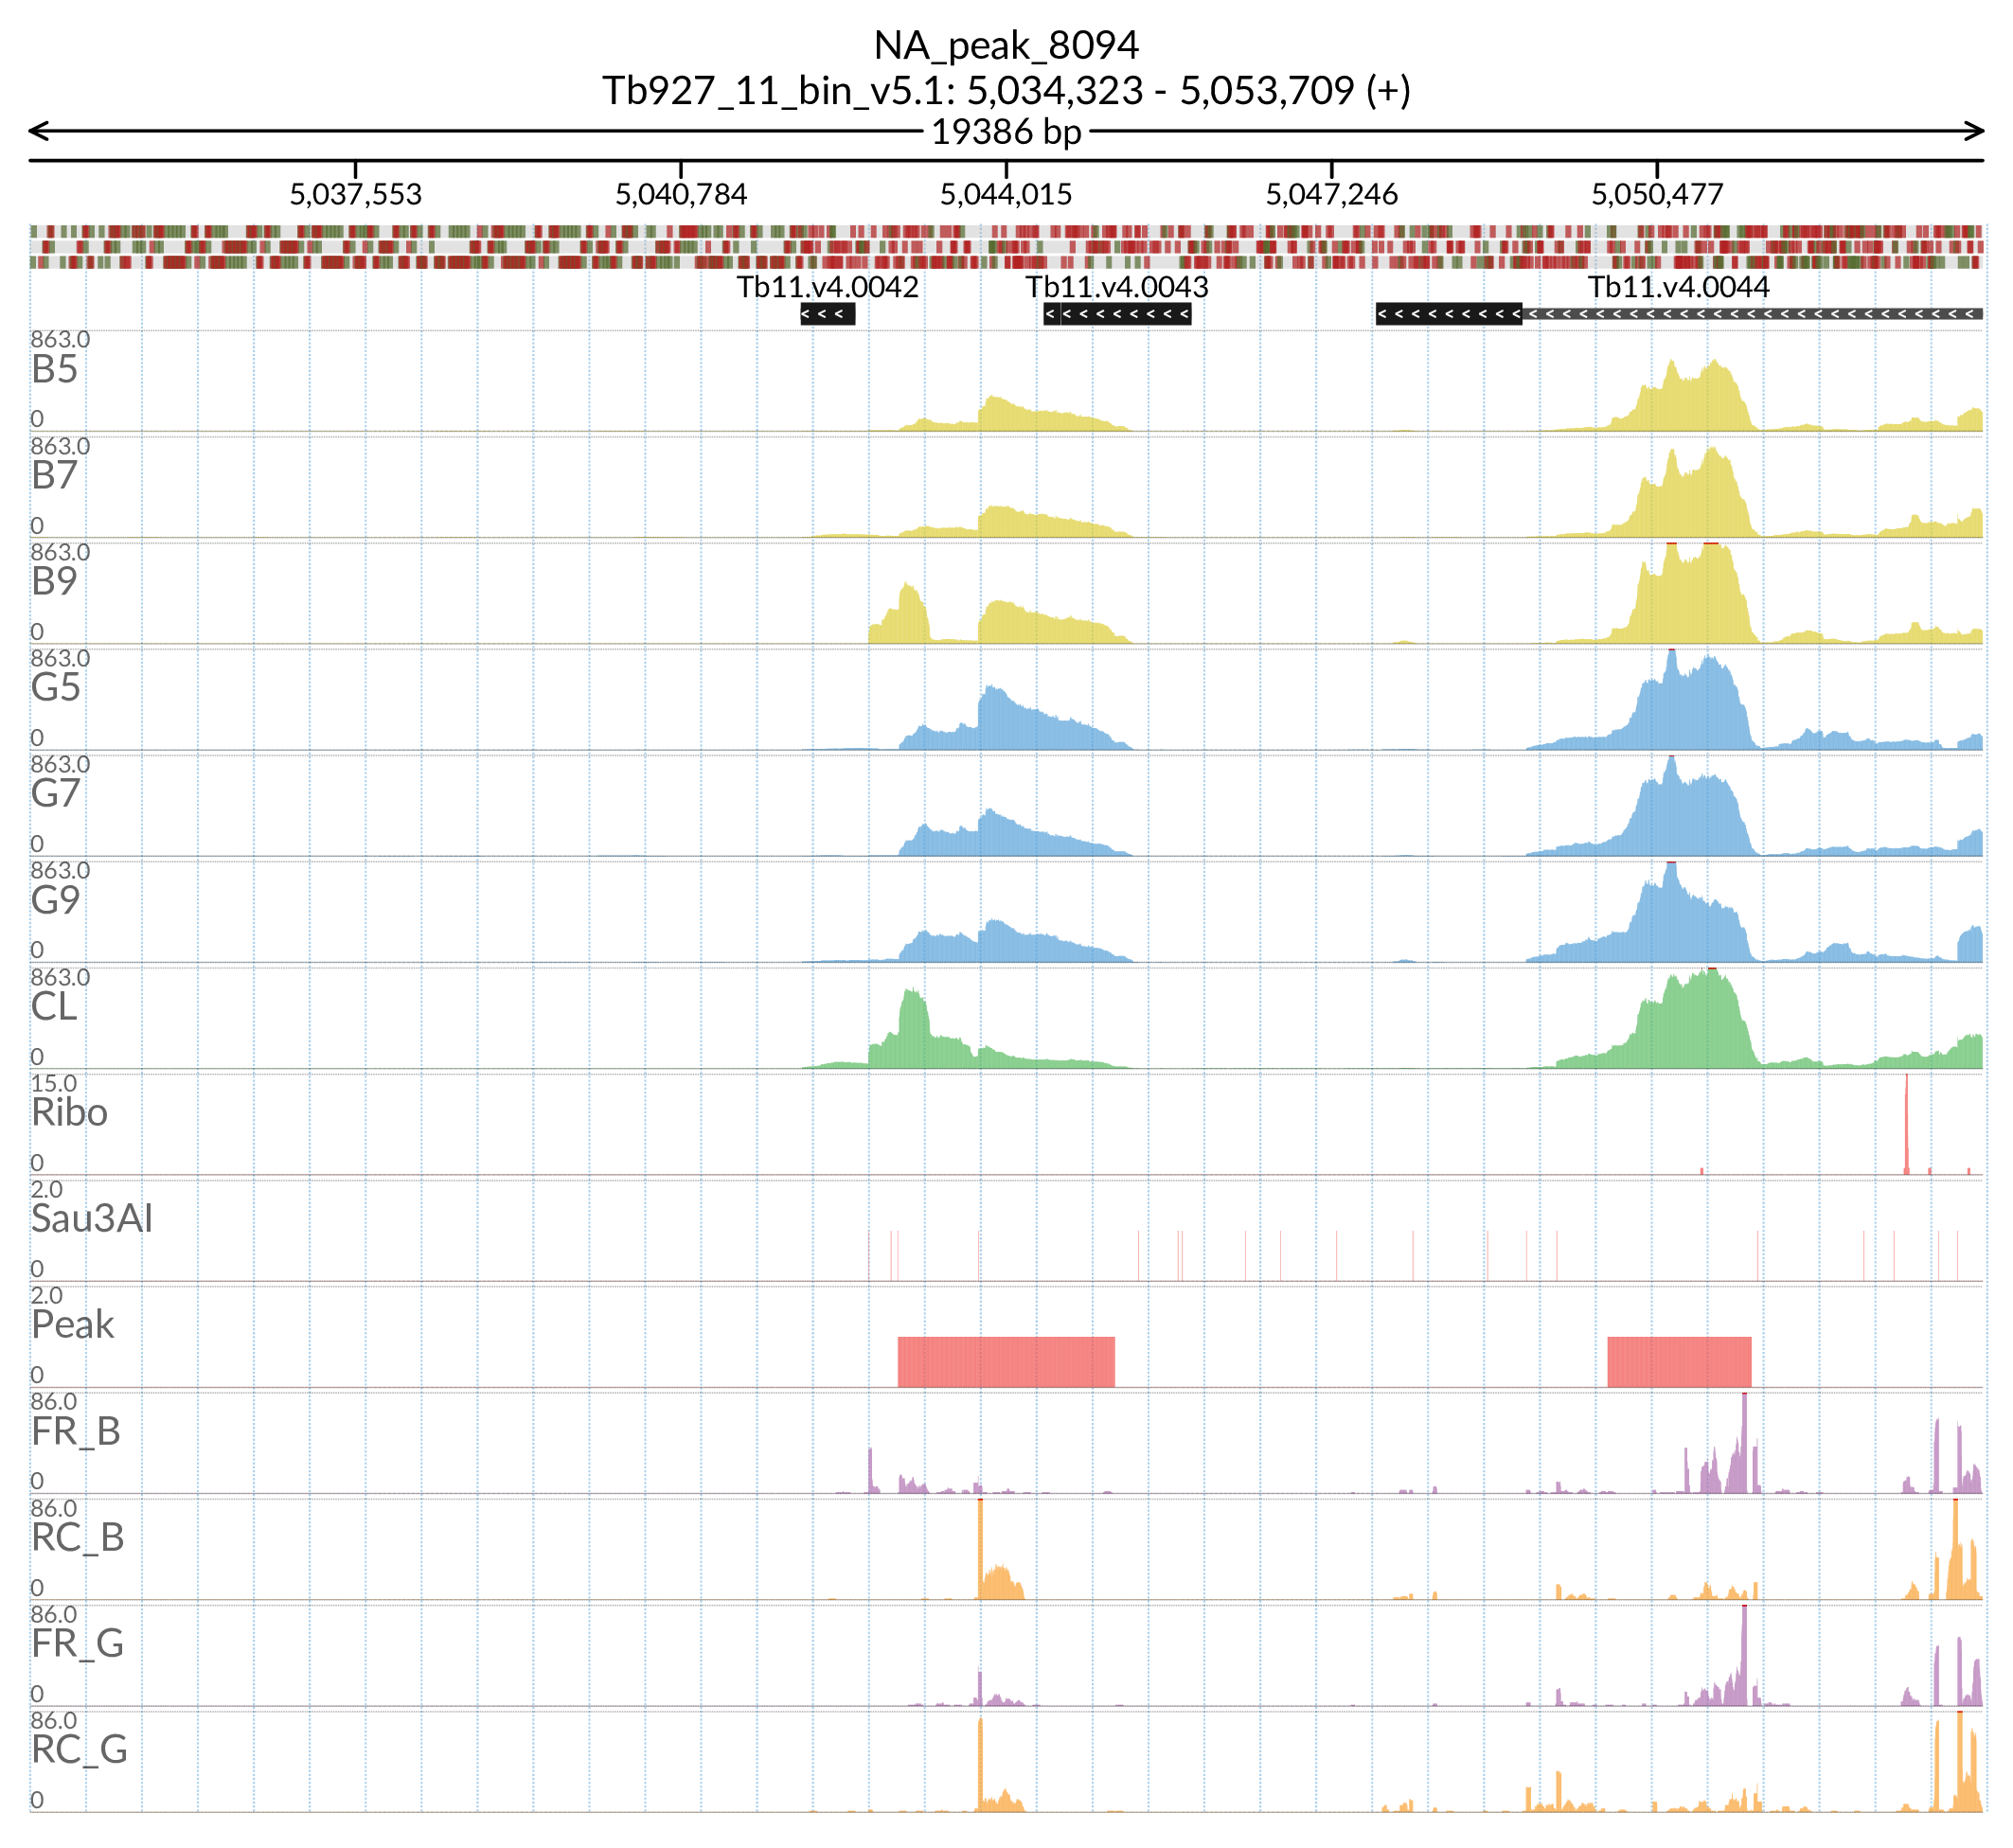 NA_peak_8094
Tb927_11_bin_v5.1: 5,034,323 - 5,053,709 (+)
19386 bp
5,037,553 5,040,784 5,044,015 5,047,246 5,050,477
Tb11.v4.0042 Tb11.v4.0043 Tb11.v4.0044
863.0
B5
0
863.0
B7
0
863.0
B9
0
863.0
G5
0
863.0
G7
0
863.0
G9
0
863.0
CL
0
15.0
Ribo
0
2.0
Sau3AI
0
2.0
Peak
0
86.0
FR_B
0
86.0
RC_B
0
86.0
FR_G
0
86.0
RC_G
0